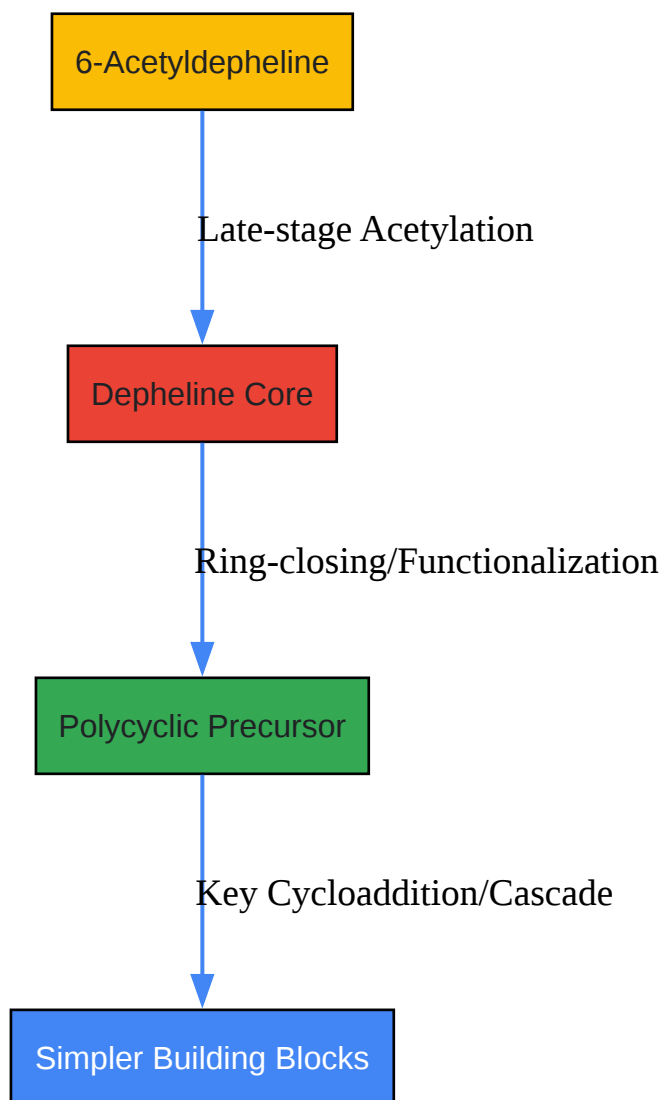 6-Acetyldepheline
Late-stage Acetylation
Depheline Core
Ring-closing/Functionalization
Polycyclic Precursor
Key Cycloaddition/Cascade
Simpler Building Blocks